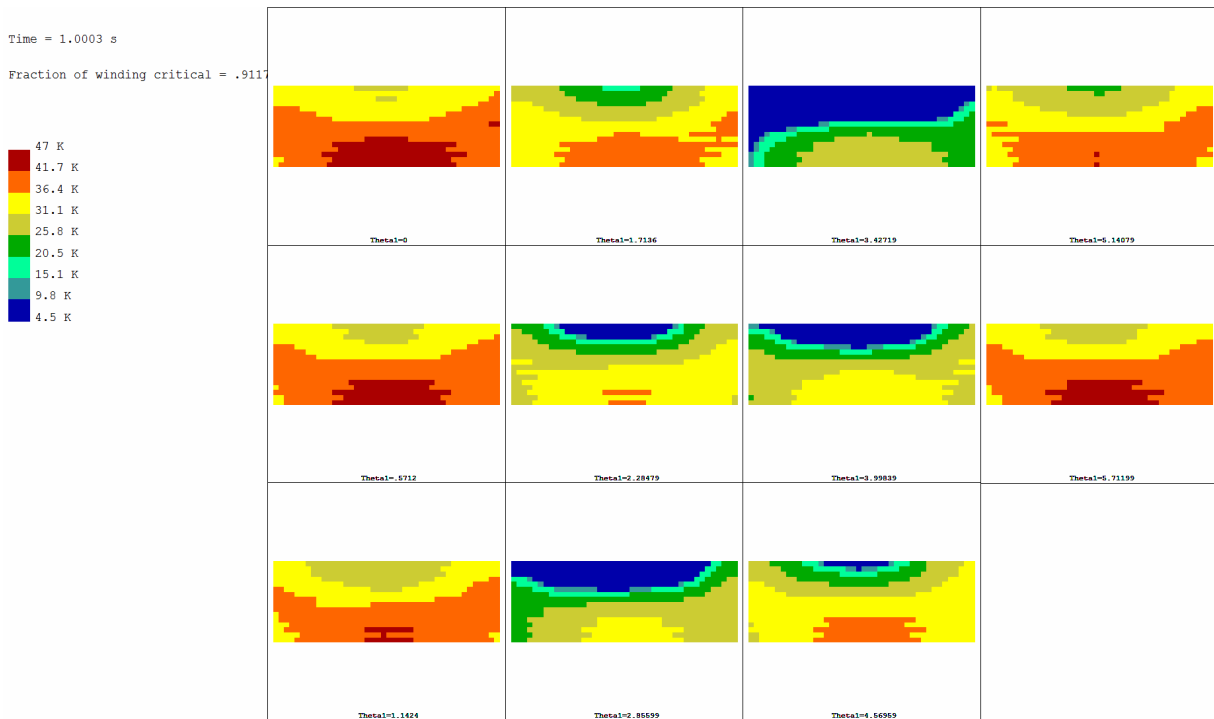 Time = 1.0003 s
Fraction of winding critical = .9117
47 K
41.7 K
36.4 K
31.1 K
25.8 K
20.5 K
15.1 K
9.8 K
4.5 K
Theta1=0
Theta1=1.7136
Theta1=3.42719
Theta1=5.14079
Theta1=.5712
Theta1=2.28479
Theta1=3.99839
Theta1=5.71199
Theta1=1.1424
Theta1=2.85599
Theta1=4.56959